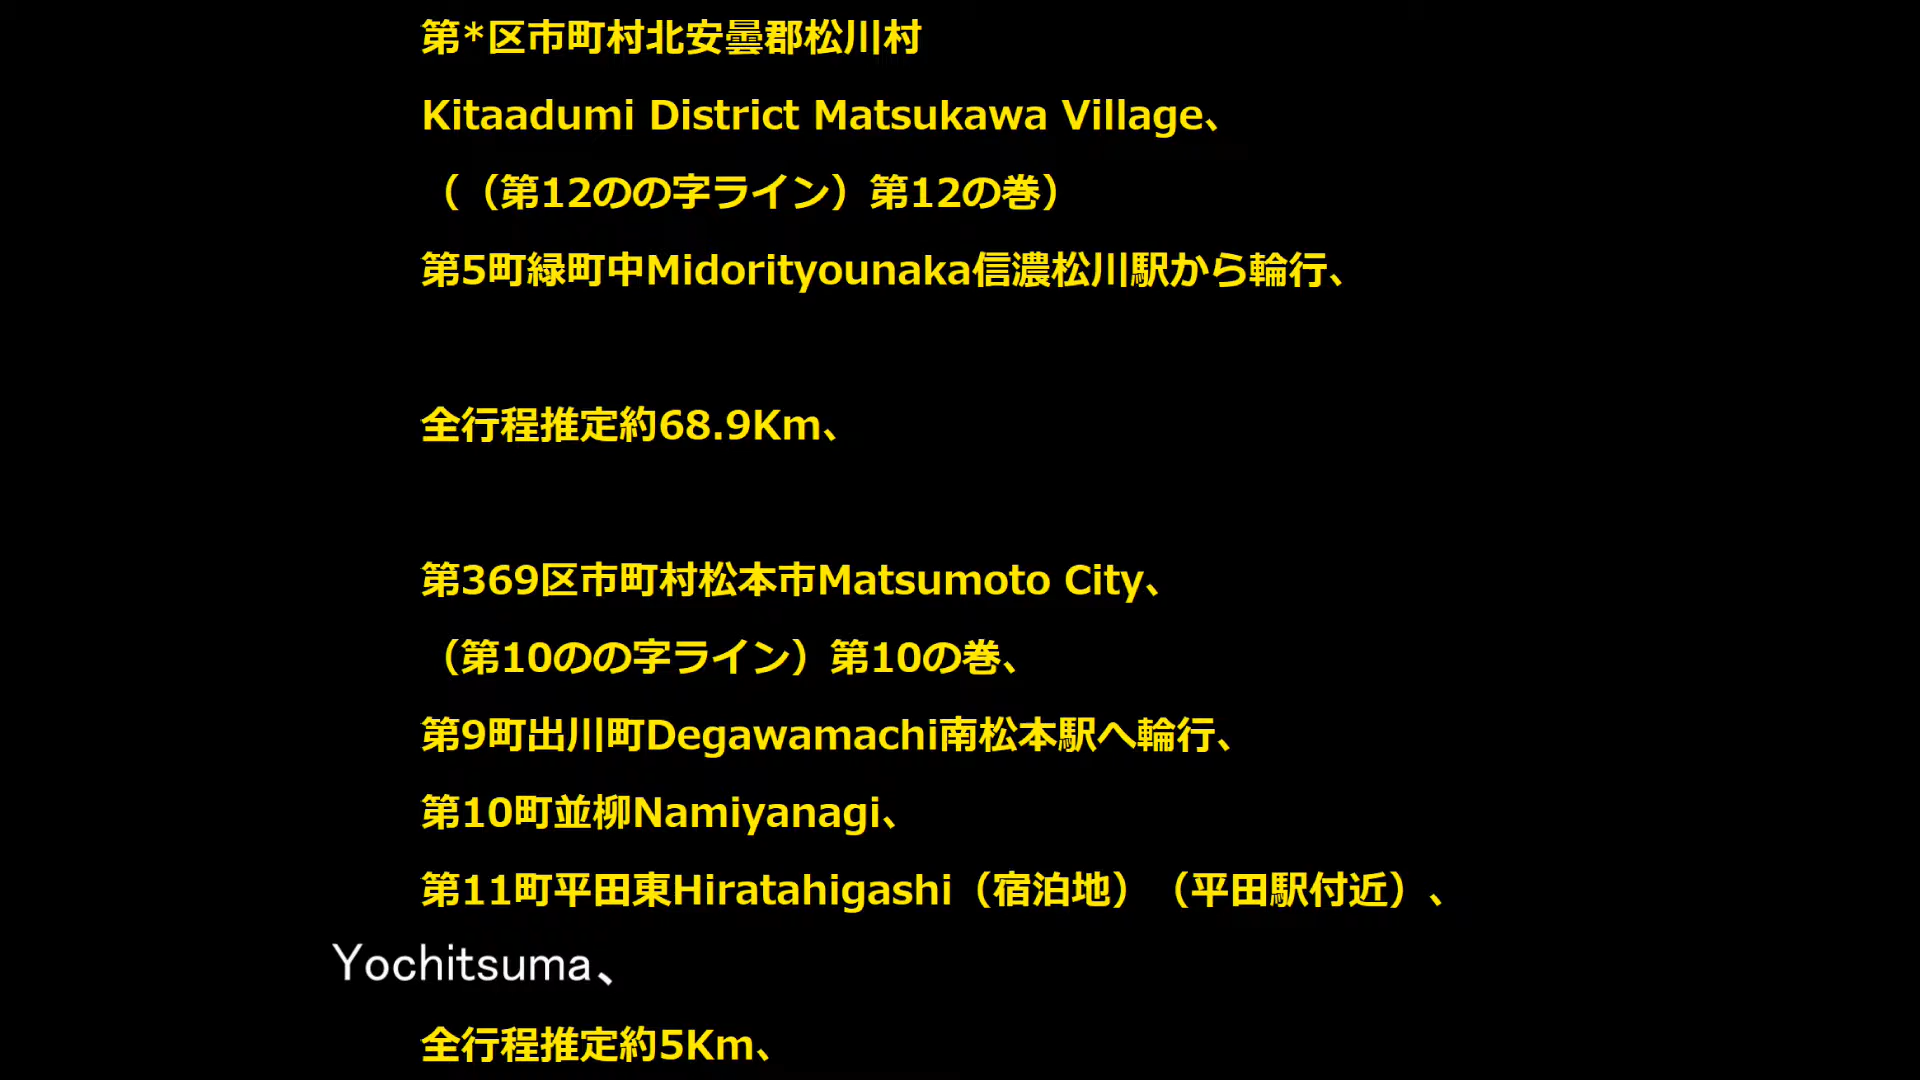 第*区市町村北安曇郡松川村
Kitaadumi District Matsukawa Village、
（（第12のの字ライン）第12の巻）
第5町緑町中Midorityounaka信濃松川駅から輪行、
全行程推定約68.9Km、
第369区市町村松本市Matsumoto City、
（第10のの字ライン）第10の巻、
第9町出川町Degawamachi南松本駅へ輪行、
第10町並柳Namiyanagi、
第11町平田東Hiratahigashi（宿泊地）（平田駅付近）、
Yochitsuma、
全行程推定約5Km、